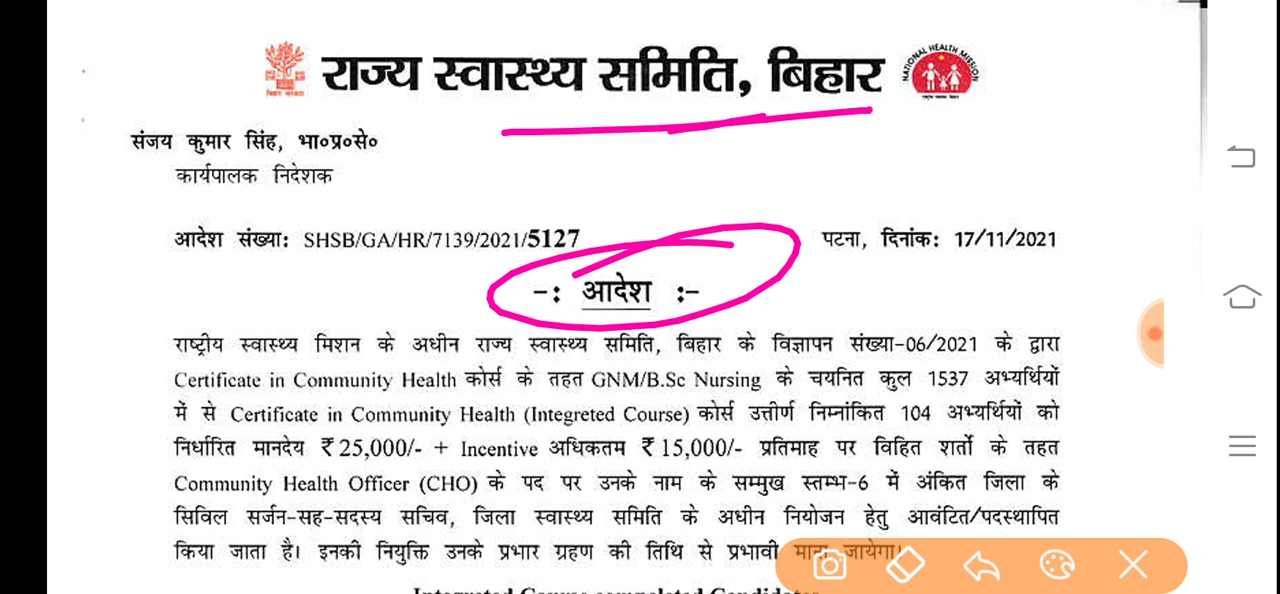 राज्य स्वास्थ्य समिति, बिहार
NATIONAL HEALTH MISSION
संजय कुमार सिंह, भा०प्र०से०
कार्यपालक निदेशक
आदेश संख्या: SHSB/GA/HR/7139/2021/5127 पटना, दिनांक: 17/11/2021
-: आदेश :-
राष्ट्रीय स्वास्थ्य मिशन के अधीन राज्य स्वास्थ्य समिति, बिहार के विज्ञापन संख्या-06/2021 के द्वारा
Certificate in Community Health कोर्स के तहत GNM/B.Sc Nursing के चयनित कुल 1537 अभ्यर्थियों
में से Certificate in Community Health (Integreted Course) कोर्स उत्तीर्ण निम्नांकित 104 अभ्यर्थियों को
निर्धारित मानदेय ₹25,000/- + Incentive अधिकतम ₹15,000/- प्रतिमाह पर विहित शर्तो के तहत
Community Health Officer (CHO) के पद पर उनके नाम के सम्मुख स्तम्भ-6 में अंकित जिला के
सिविल सर्जन-सह-सदस्य सचिव, जिला स्वास्थ्य समिति के अधीन नियोजन हेतु आवंटित/पदस्थापित
किया जाता है। इनकी नियुक्ति उनके प्रभार ग्रहण की तिथि से प्रभावी माना जायेगा।